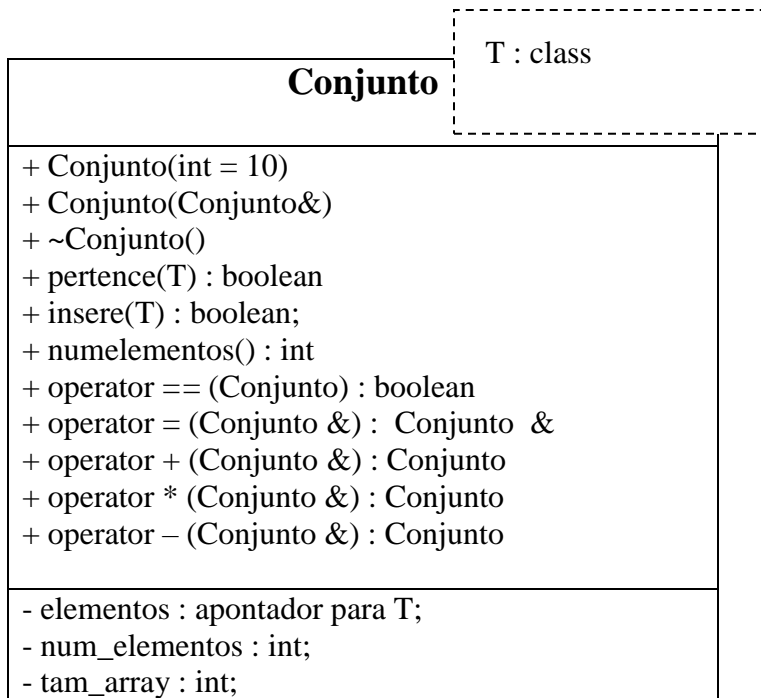 T : class
Conjunto
+ Conjunto(int = 10)
+ Conjunto(Conjunto&)
+ ~Conjunto()
+ pertence(T) : boolean
+ insere(T) : boolean;
+ numelementos() : int
+ operator == (Conjunto) : boolean
+ operator = (Conjunto &) :  Conjunto  &
+ operator + (Conjunto &) : Conjunto
+ operator * (Conjunto &) : Conjunto
+ operator – (Conjunto &) : Conjunto
- elementos : apontador para T;
- num_elementos : int;
- tam_array : int;